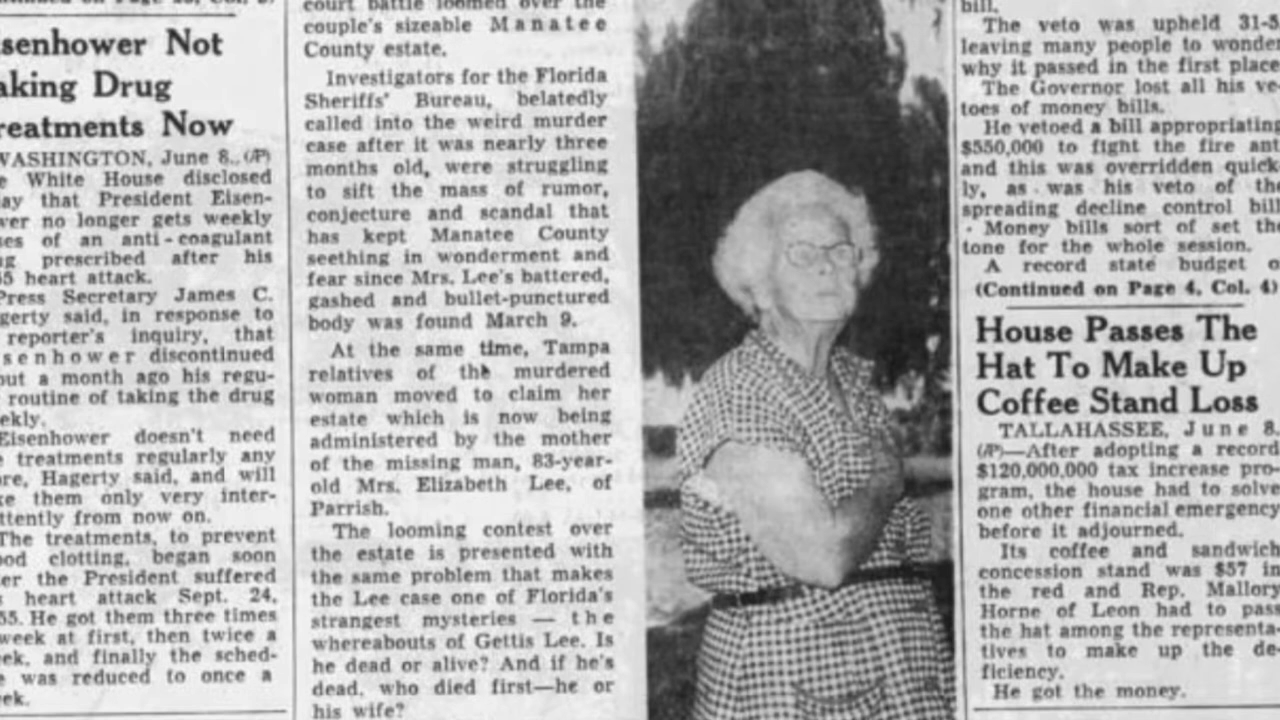 senhower Not
aking Drug
reatments Now
WASHINGTON, June 8. (AP)
e White House disclosed
ay that President Eisen-
wer no longer gets weekly
ses of an anti-coagulant
ug prescribed after his
55 heart attack.
Press Secretary James C.
gerty said, in response to
reporter's inquiry, that
senhower discontinued
out a month ago his regu-
routine of taking the drug
ekly.
Eisenhower doesn't need
e treatments regularly any
ore, Hagerty said, and will
ke them only very inter-
ttently from now on.
The treatments, to prevent
ood clotting, began soon
er the President suffered
s heart attack Sept. 24,
55. He got them three times
week at first, then twice a
eek, and finally the sched-
e was reduced to once a
eek.
court battle loomed over the
couple's sizeable Manatee
County estate.
Investigators for the Florida
Sheriffs' Bureau, belatedly
called into the weird murder
case after it was nearly three
months old, were struggling
to sift the mass of rumor,
conjecture and scandal that
has kept Manatee County
seething in wonderment and
fear since Mrs. Lee's battered,
gashed and bullet-punctured
body was found March 9.
At the same time, Tampa
relatives of the murdered
woman moved to claim her
estate which is now being
administered by the mother
of the missing man, 83-year-
old Mrs. Elizabeth Lee, of
Parrish.
The looming contest over
the estate is presented with
the same problem that makes
the Lee case one of Florida's
strangest mysteries — the
whereabouts of Gettis Lee. Is
he dead or alive? And if he's
dead, who died first—he or
his wife?
bill.
The veto was upheld 31-5
leaving many people to wonder
why it passed in the first place
The Governor lost all his ve-
toes of money bills.
He vetoed a bill appropriating
$550,000 to fight the fire ant
and this was overridden quick-
ly, as was his veto of the
spreading decline control bill
Money bills sort of set the
tone for the whole session.
A record state budget o
(Continued on Page 4, Col. 4)
House Passes The
Hat To Make Up
Coffee Stand Loss
TALLAHASSEE, June 8.
(AP)—After adopting a record
$120,000,000 tax increase pro-
gram, the house had to solve
one other financial emergency
before it adjourned.
Its coffee and sandwich
concession stand was $57 in
the red and Rep. Mallory
Horne of Leon had to pass
the hat among the representa-
tives to make up the de-
ficiency.
He got the money.